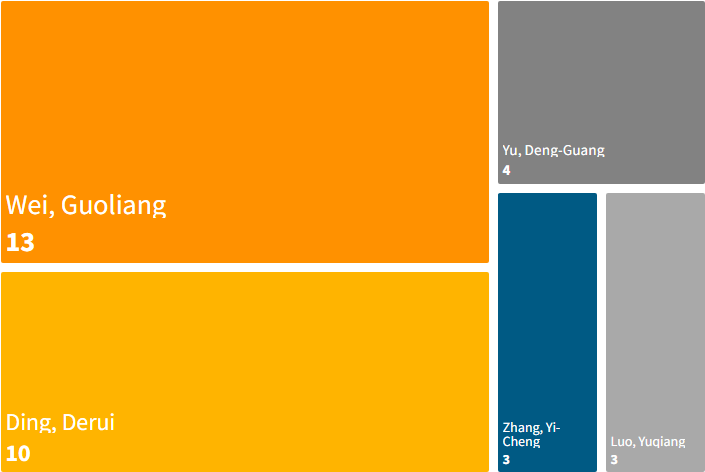 Wei, Guoliang
13
Ding, Derui
10
Yu, Deng-Guang
4
Zhang, Yi-
Cheng
3
Luo, Yuqiang
3